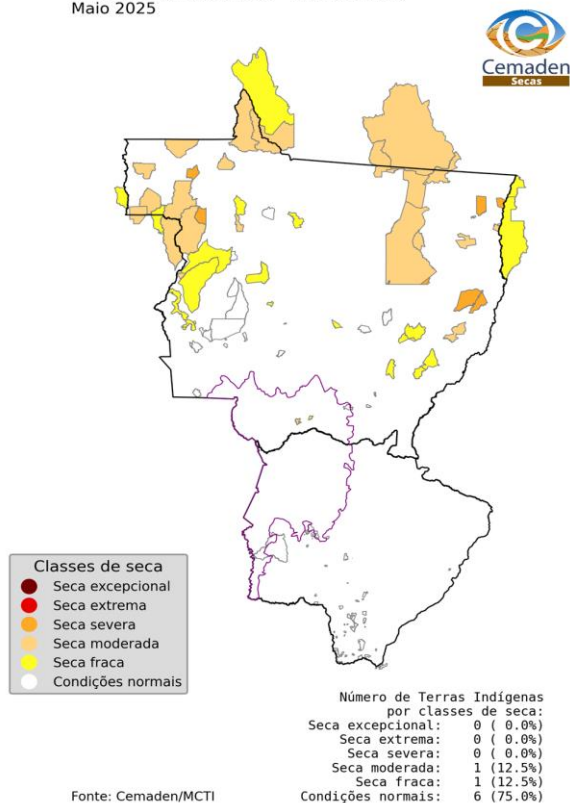 Maio 2025
Cemaden
Secas
Classes de seca
Seca excepcional
Seca extrema
Seca severa
Seca moderada
Seca fraca
Condições normais
Número de Terras Indígenas
por classes de seca:
Seca excepcional: 0 ( 0.0%)
Seca extrema: 0 ( 0.0%)
Seca severa: 0 ( 0.0%)
Seca moderada: 1 (12.5%)
Seca fraca: 1 (12.5%)
Condições normais: 6 (75.0%)
Fonte: Cemaden/MCTI